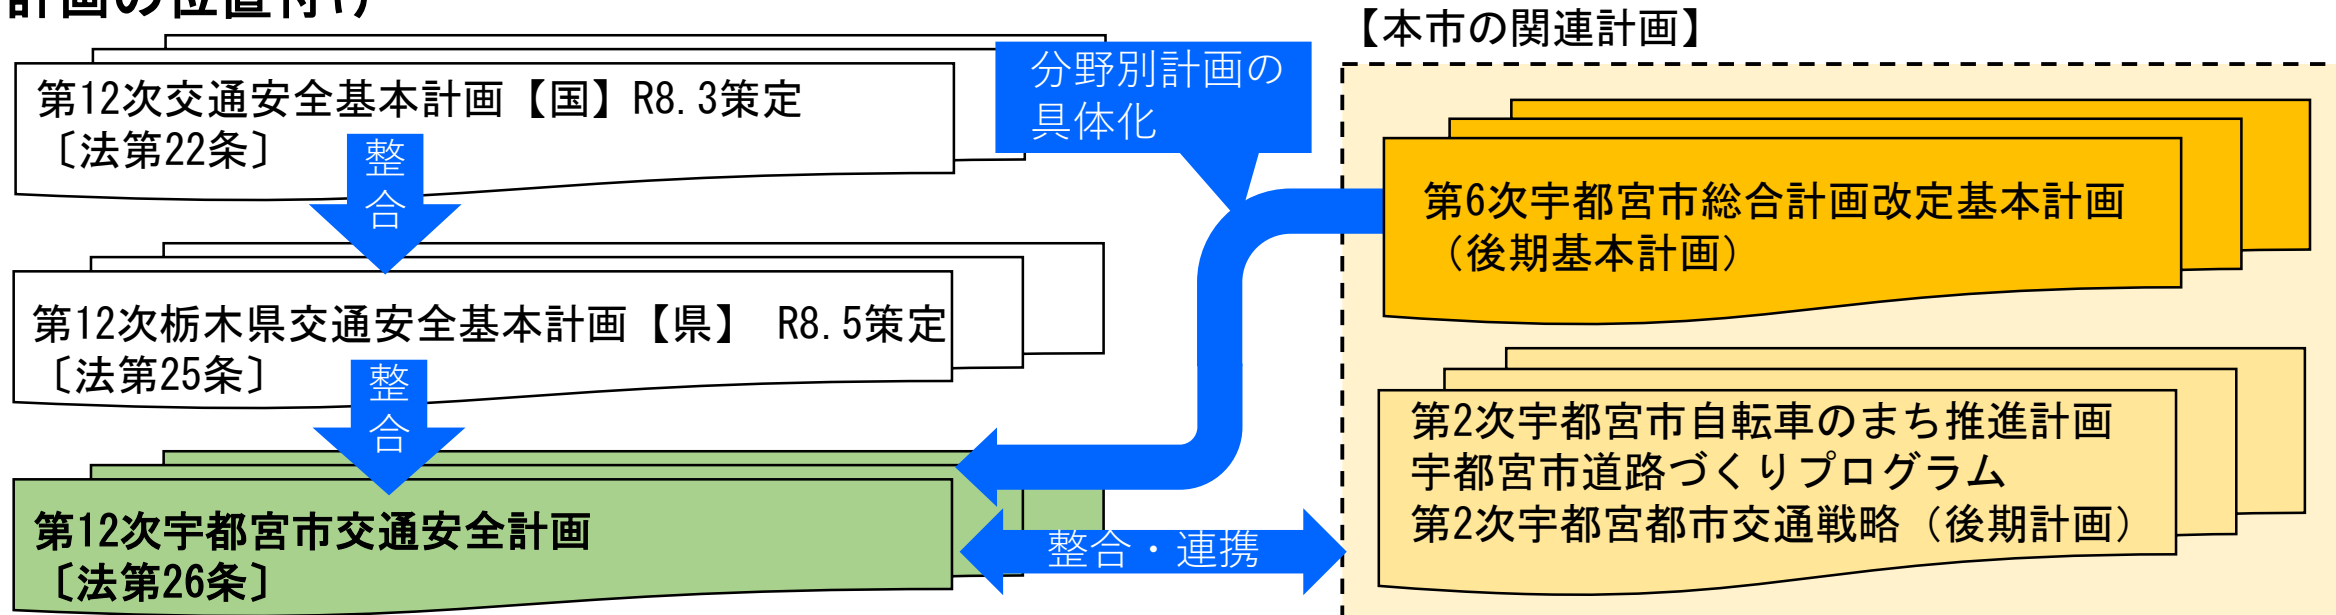 計画の位置付け
【本市の関連計画】
第12次交通安全基本計画【国】R8.3策定
〔法第22条〕
整
合
分野別計画の
具体化
第12次栃木県交通安全基本計画【県】 R8.5策定
〔法第25条〕
整
合
第12次宇都宮市交通安全計画
〔法第26条〕
整合・連携
第6次宇都宮市総合計画改定基本計画
（後期基本計画）
第2次宇都宮市自転車のまち推進計画
宇都宮市道路づくりプログラム
第2次宇都宮都市交通戦略（後期計画）